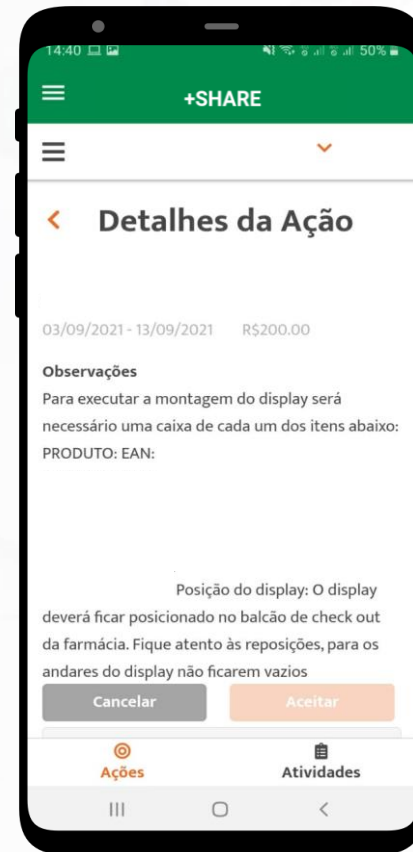 14:40 50%
+SHARE
Detalhes da Ação
03/09/2021 - 13/09/2021 R$200.00
Observações
Para executar a montagem do display será
necessário uma caixa de cada um dos itens abaixo:
PRODUTO: EAN:
Posição do display: O display
deverá ficar posicionado no balcão de check out
da farmácia. Fique atento às reposições, para os
andares do display não ficarem vazios
Cancelar Aceitar
Ações Atividades